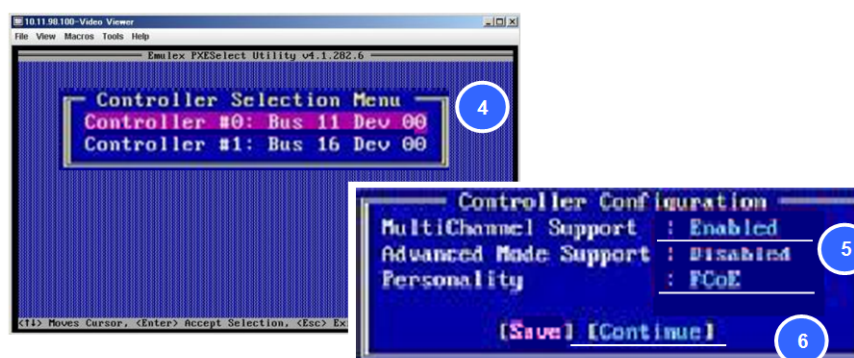 10.11.98.100-Video Viewer
File View Macros Tools Help
Emulex PXESelect Utility v4.1.282.6
Controller Selection Menu
Controller #0: Bus 11 Dev 00
Controller #1: Bus 16 Dev 00
4
<↑↓> Moves Cursor, <Enter> Accept Selection, <Esc>
Controller Configuration
MultiChannel Support : Enabled
Advanced Mode Support : Disabled
Personality : FCoE
5
[Save] [Continue]
6